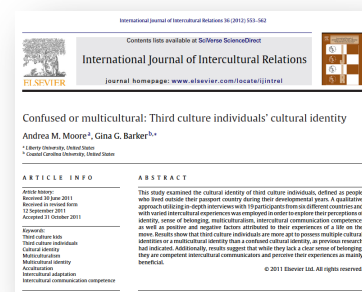 International Journal of Intercultural Relations 36 (2012) 553–562
Contents lists available at SciVerse ScienceDirect
International Journal of Intercultural Relations
journal homepage: www.elsevier.com/locate/ijintrel
ELSEVIER
Confused or multicultural: Third culture individuals' cultural identity
Andrea M. Moore a, Gina G. Barker b,*
a Liberty University, United States
b Coastal Carolina University, United States
ARTICLE INFO
Article history:
Received 30 June 2011
Received in revised form
12 September 2011
Accepted 31 October 2011
Keywords:
Third culture kids
Third culture individuals
Cultural identity
Multiculturalism
Multicultural identity
Acculturation
Intercultural adaptation
Intercultural communication competence
ABSTRACT
This study examined the cultural identity of third culture individuals, defined as people
who lived outside their passport country during their developmental years. A qualitative
approach utilizing in-depth interviews with 19 participants from six different countries and
with varied intercultural experiences was employed in order to explore their perceptions of
identity, sense of belonging, multiculturalism, intercultural communication competence,
as well as positive and negative factors attributed to their experiences of a life on the
move. Results show that third culture individuals are more apt to possess multiple cultural
identities or a multicultural identity than a confused cultural identity, as previous research
had indicated. Additionally, results suggest that while they lack a clear sense of belonging,
they are competent intercultural communicators and perceive their experiences as mainly
beneficial.
© 2011 Elsevier Ltd. All rights reserved.